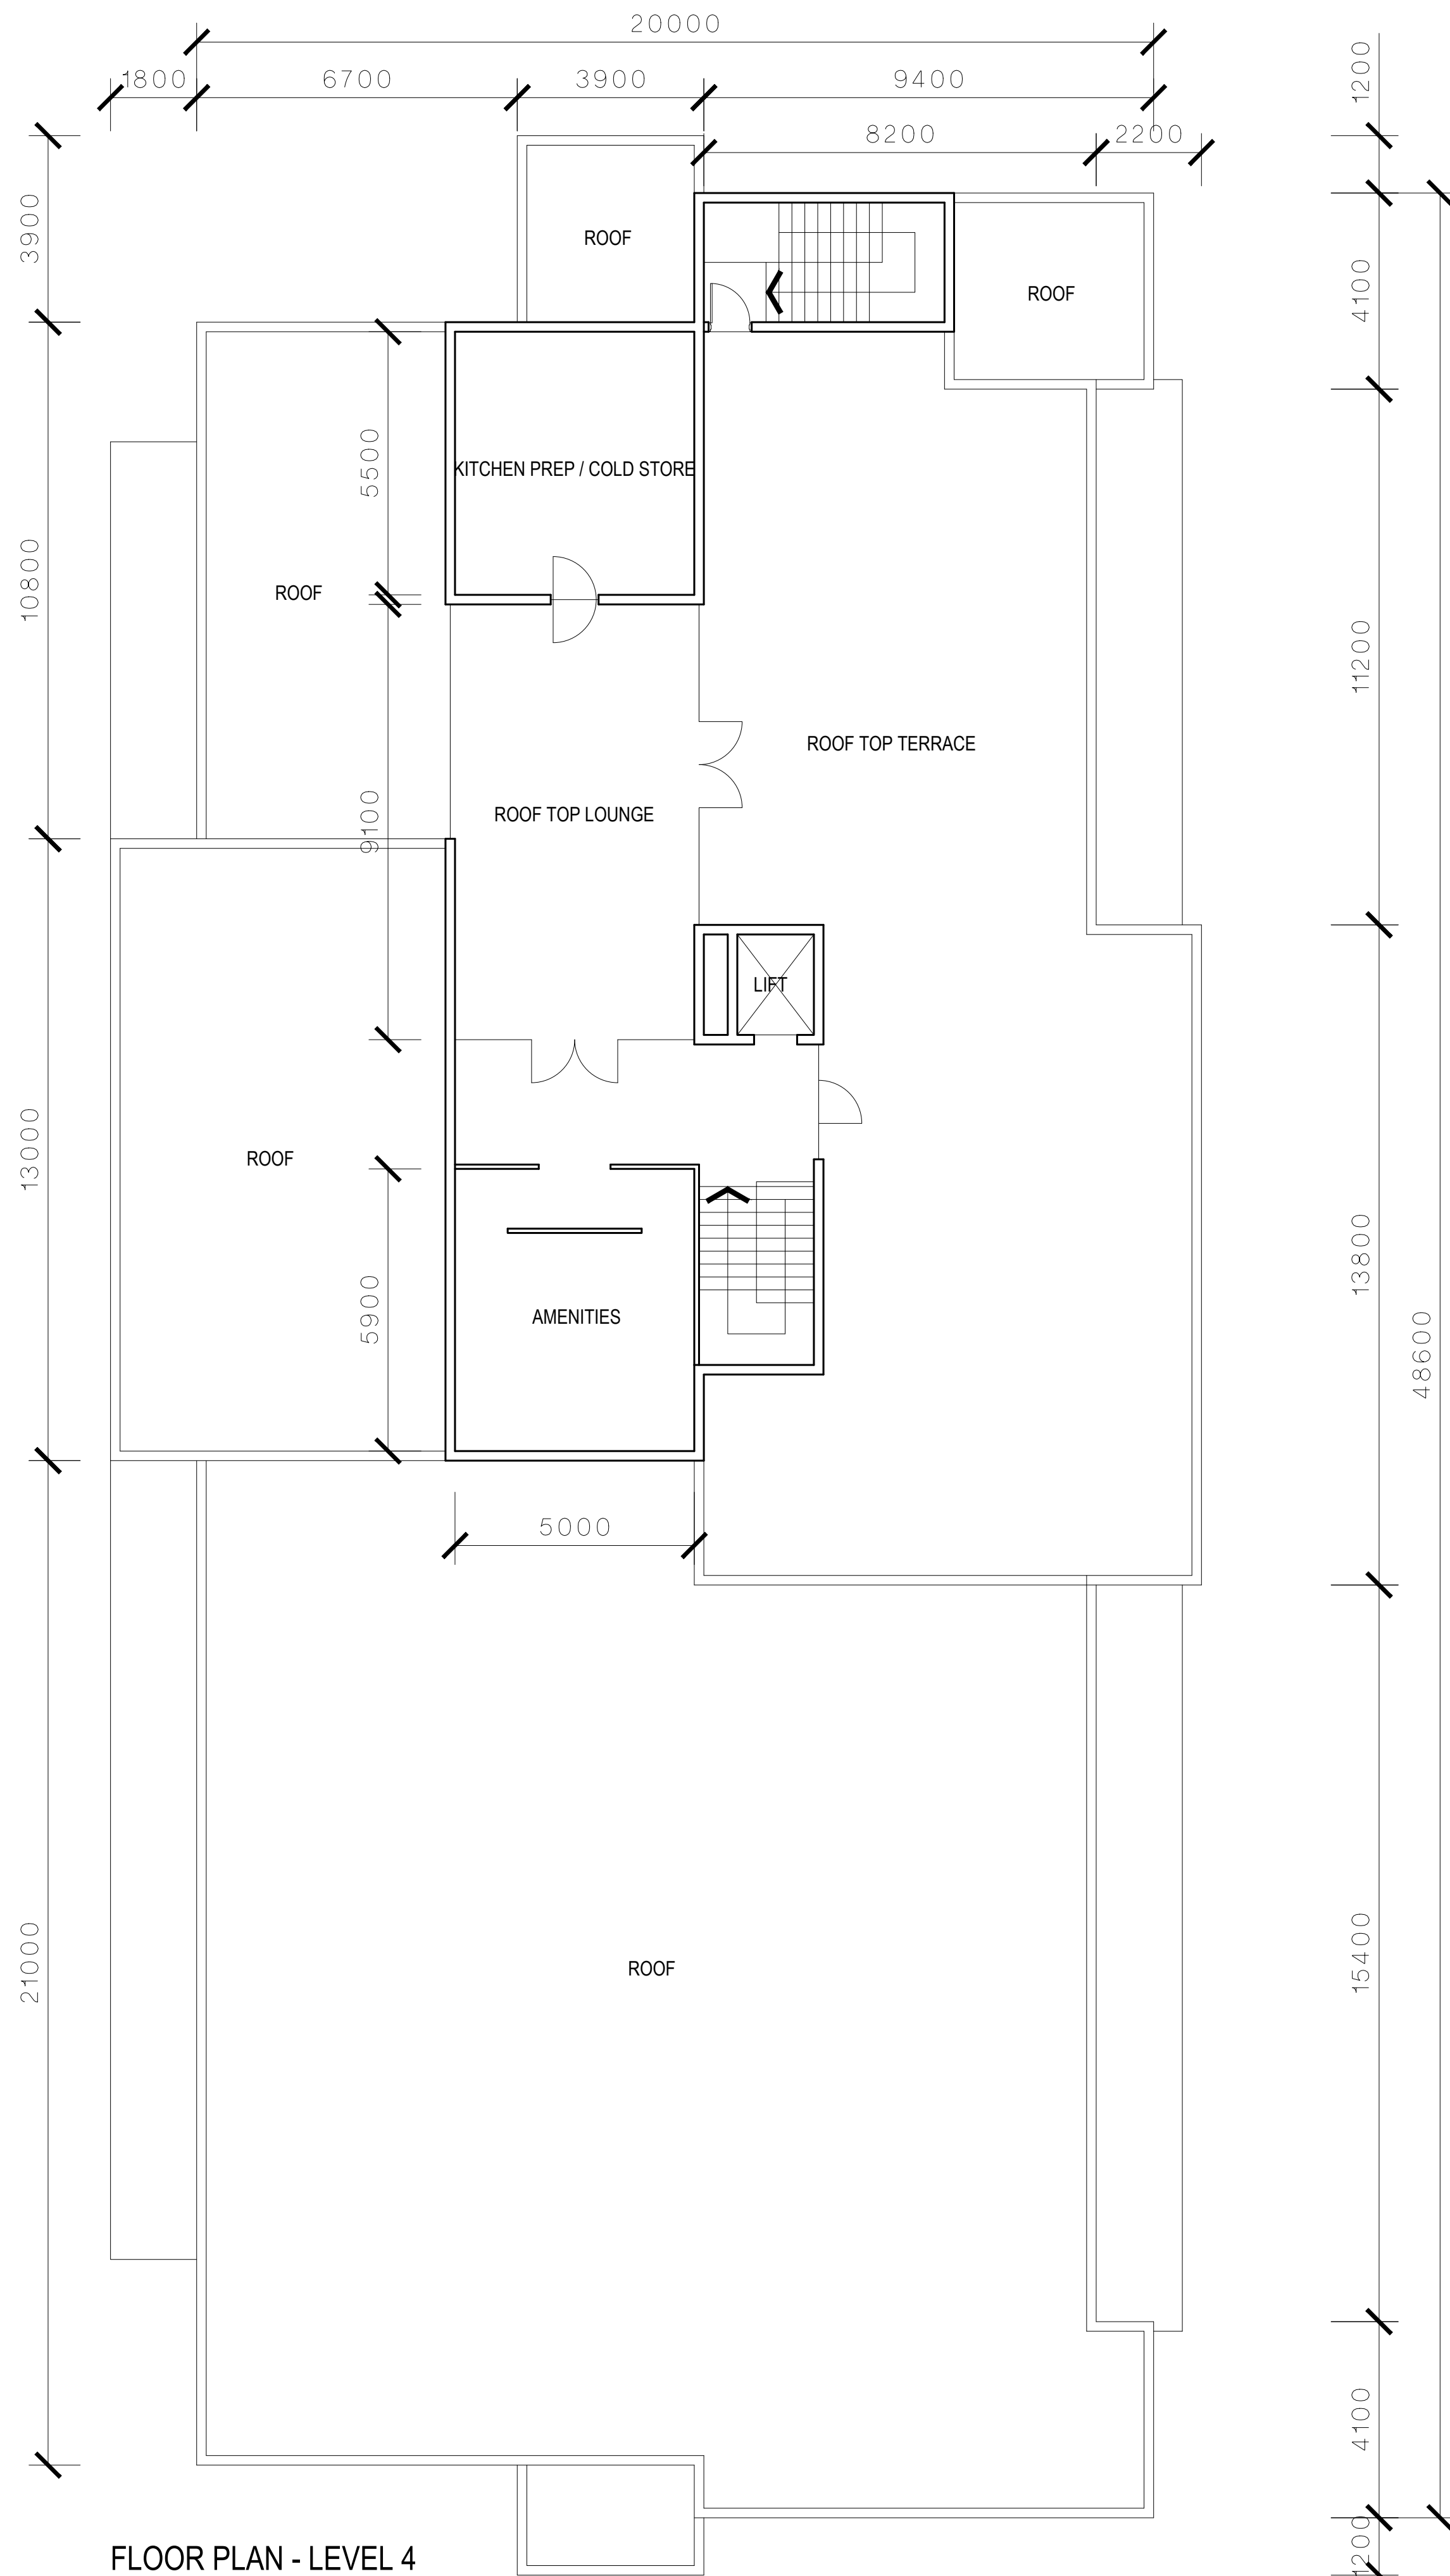 20000
1800
6700
3900
9400
1200
8200
2200
3900
ROOF
ROOF
4100
5500
KITCHEN PREP / COLD STORE
10800
ROOF
11200
ROOF TOP TERRACE
9100
ROOF TOP LOUNGE
LIFT
13000
ROOF
13800
5900
AMENITIES
48600
5000
21000
ROOF
15400
4100
1200
FLOOR PLAN - LEVEL 4